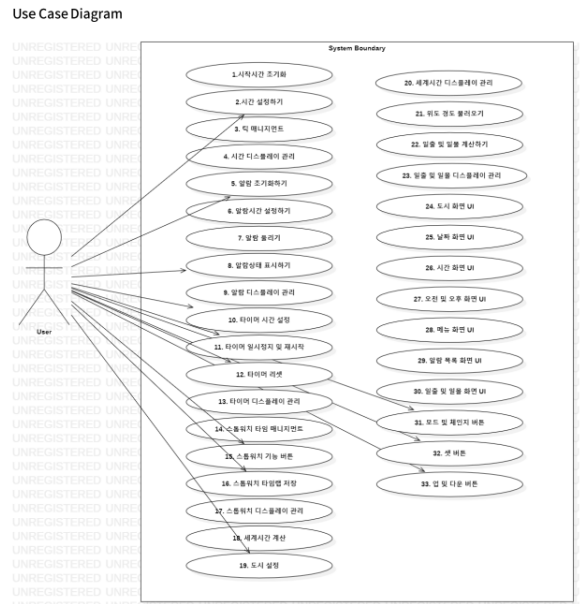 Use Case Diagram
System Boundary
1.시작시간 초기화
2.시간 설정하기
3. 틱 매니지먼트
4. 시간 디스플레이 관리
5. 알람 초기화하기
6. 알람시간 설정하기
7. 알람 울리기
8. 알람상태 표시하기
9. 알람 디스플레이 관리
10. 타이머 시간 설정
11. 타이머 일시정지 및 재시작
12. 타이머 리셋
13. 타이머 디스플레이 관리
14. 스톱워치 타임 매니지먼트
15. 스톱워치 기능 버튼
16. 스톱워치 타임랩 저장
17. 스톱워치 디스플레이 관리
18. 세계시간 계산
19. 도시 설정
20. 세계시간 디스플레이 관리
21. 위도 경도 불러오기
22. 일출 및 일몰 계산하기
23. 일출 및 일몰 디스플레이 관리
24. 도시 화면 UI
25. 날짜 화면 UI
26. 시간 화면 UI
27. 오전 및 오후 화면 UI
28. 메뉴 화면 UI
29. 알람 목록 화면 UI
30. 일출 및 일몰 화면 UI
31. 모드 및 체인지 버튼
32. 셋 버튼
33. 업 및 다운 버튼
User